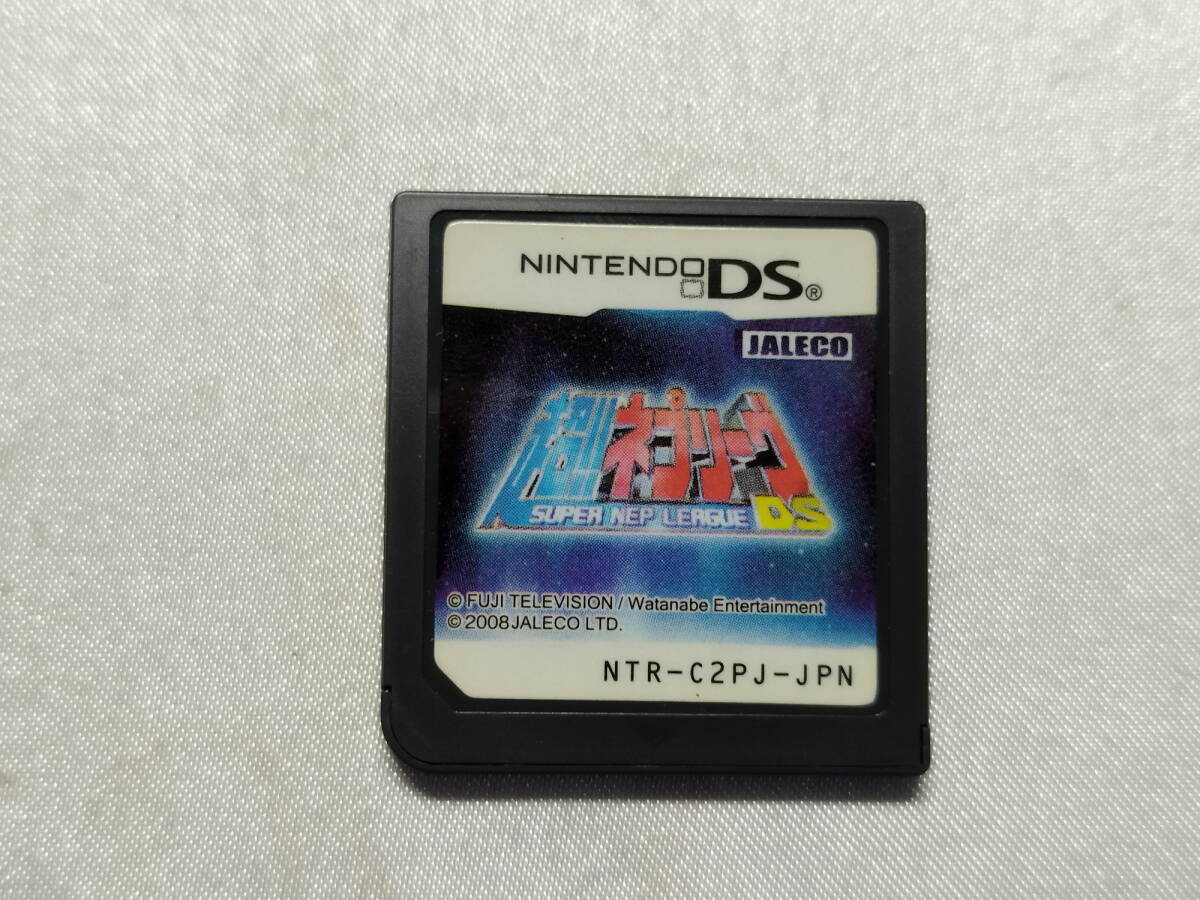 NINTENDO DS®
JALECO
超!ネプリーグ
SUPER NEP LEAGUE DS
© FUJI TELEVISION / Watanabe Entertainment
© 2008 JALECO LTD.
NTR-C2PJ-JPN